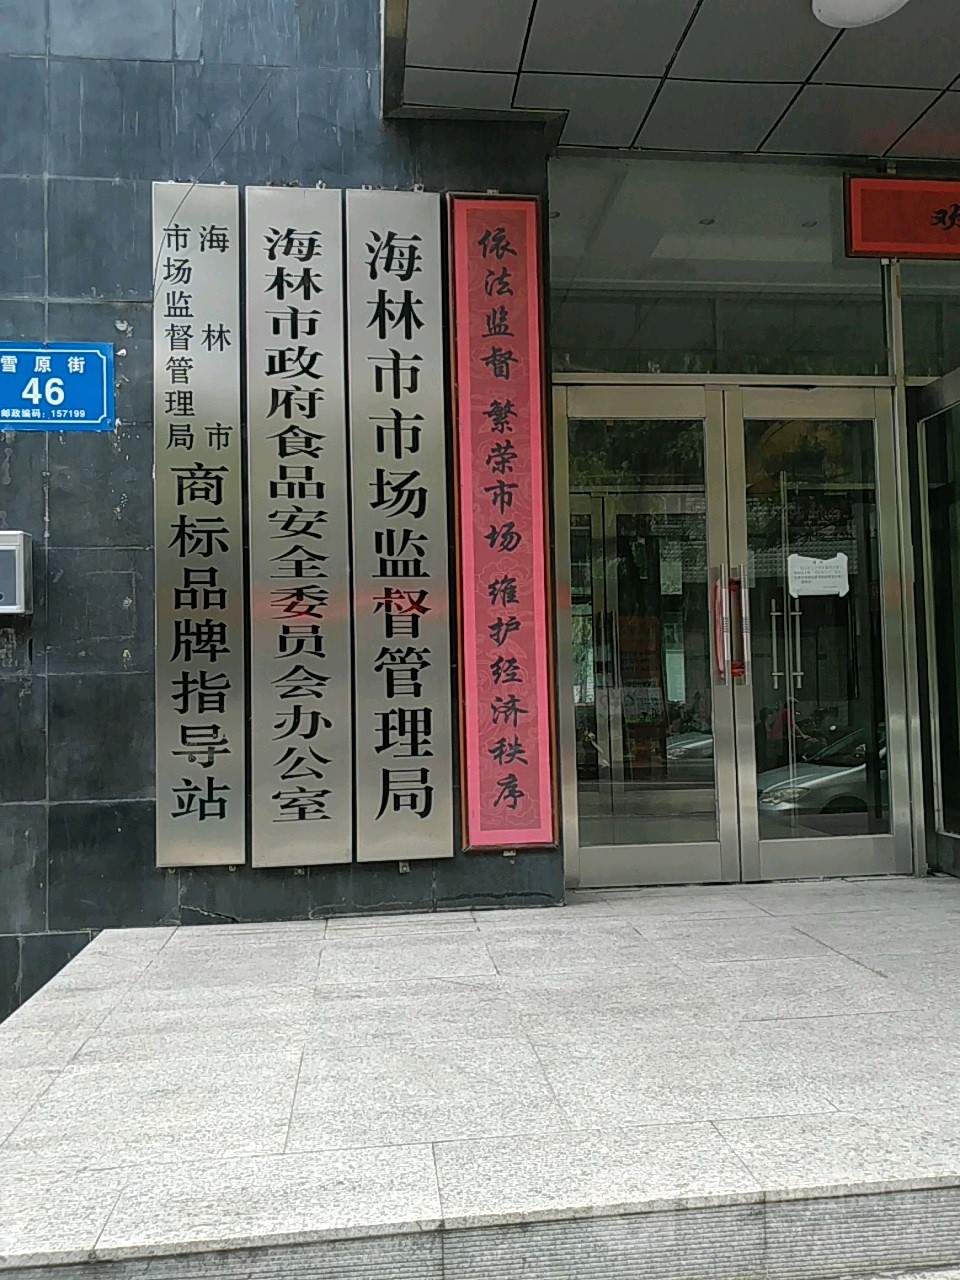 海林市
市场监督管理局
商标品牌指导站
海林市政府食品安全委员会办公室
海林市市场监督管理局
依法监督 繁荣市场 维护经济秩序
雪原街
46
邮政编码：157199
欢